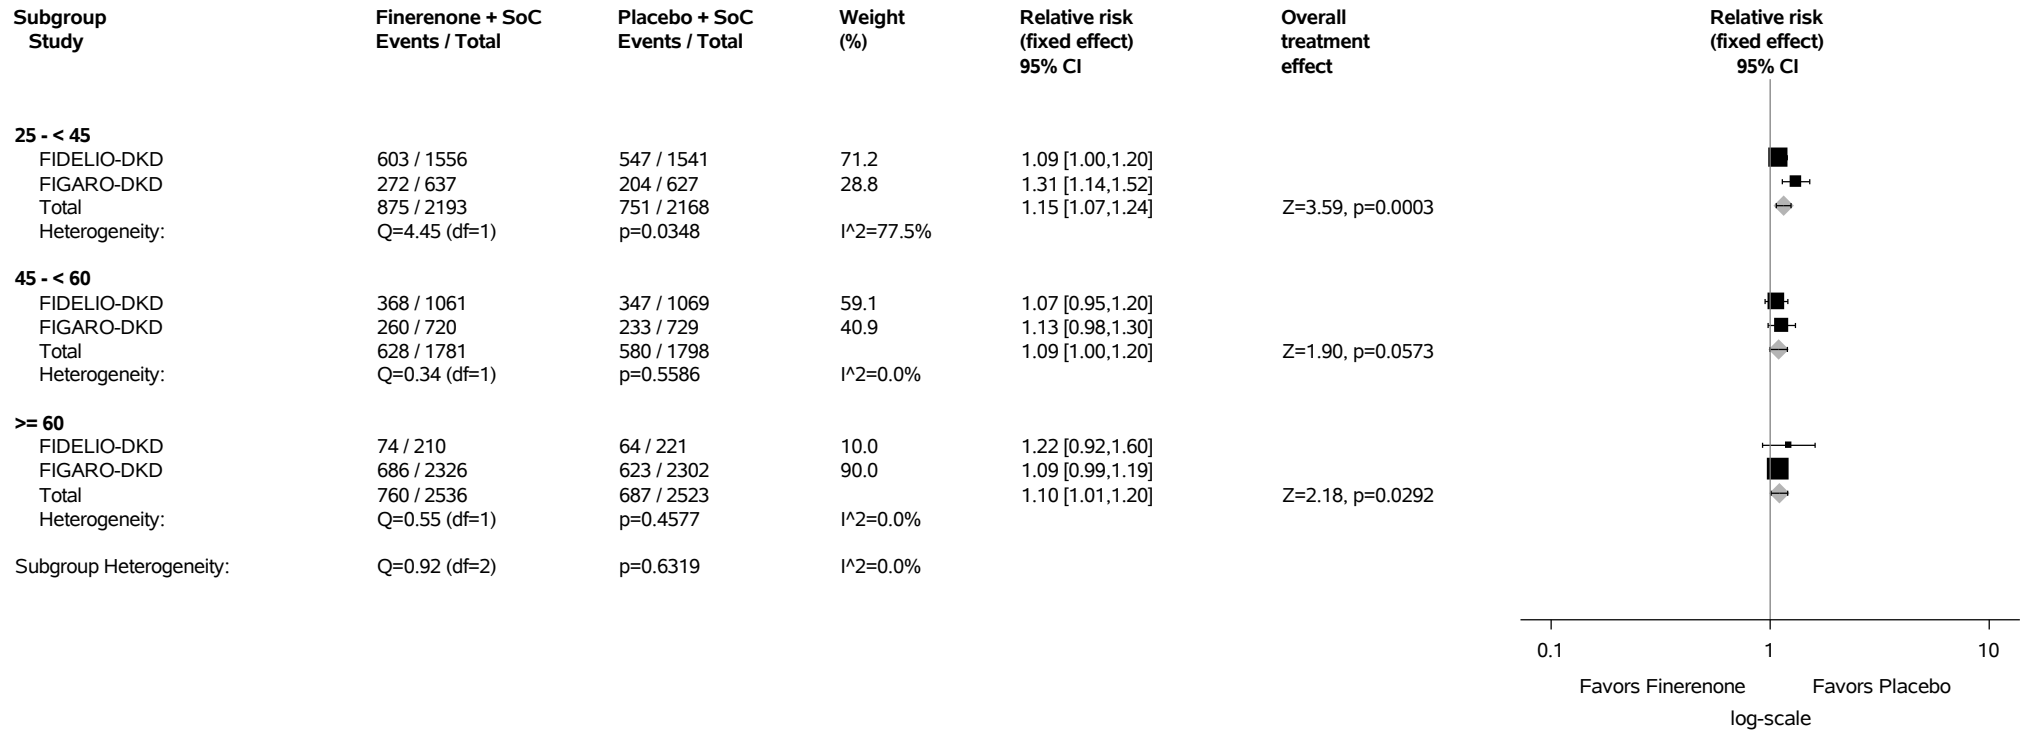 Subgroup Finerenone + SoC Placebo + SoC Weight Relative risk Overall Relative risk
Study Events / Total Events / Total (%) (fixed effect) treatment (fixed effect)
95% CI effect 95% CI
25 - < 45
FIDELIO-DKD 603 / 1556 547 / 1541 71.2 1.09 [1.00,1.20]
FIGARO-DKD 272 / 637 204 / 627 28.8 1.31 [1.14,1.52]
Total 875 / 2193 751 / 2168 1.15 [1.07,1.24] Z=3.59, p=0.0003
Heterogeneity: Q=4.45 (df=1) p=0.0348 I^2=77.5%
45 - < 60
FIDELIO-DKD 368 / 1061 347 / 1069 59.1 1.07 [0.95,1.20]
FIGARO-DKD 260 / 720 233 / 729 40.9 1.13 [0.98,1.30]
Total 628 / 1781 580 / 1798 1.09 [1.00,1.20] Z=1.90, p=0.0573
Heterogeneity: Q=0.34 (df=1) p=0.5586 I^2=0.0%
>= 60
FIDELIO-DKD 74 / 210 64 / 221 10.0 1.22 [0.92,1.60]
FIGARO-DKD 686 / 2326 623 / 2302 90.0 1.09 [0.99,1.19]
Total 760 / 2536 687 / 2523 1.10 [1.01,1.20] Z=2.18, p=0.0292
Heterogeneity: Q=0.55 (df=1) p=0.4577 I^2=0.0%
Subgroup Heterogeneity: Q=0.92 (df=2) p=0.6319 I^2=0.0%
0.1 1 10
Favors Finerenone Favors Placebo
log-scale